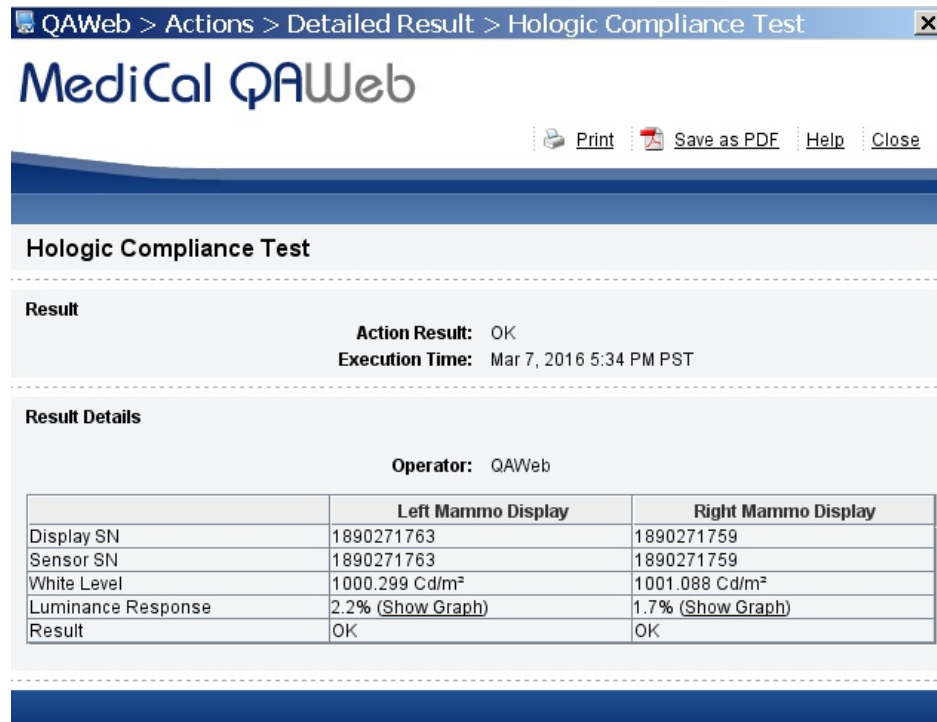 QAWeb > Actions > Detailed Result > Hologic Compliance Test
MediCal QAWeb
Print Save as PDF Help Close
Hologic Compliance Test
Result
Action Result: OK
Execution Time: Mar 7, 2016 5:34 PM PST
Result Details
Operator: QAWeb
Left Mammo Display Right Mammo Display
Display SN 1890271763 1890271759
Sensor SN 1890271763 1890271759
White Level 1000.299 Cd/m² 1001.088 Cd/m²
Luminance Response 2.2% (Show Graph) 1.7% (Show Graph)
Result OK OK